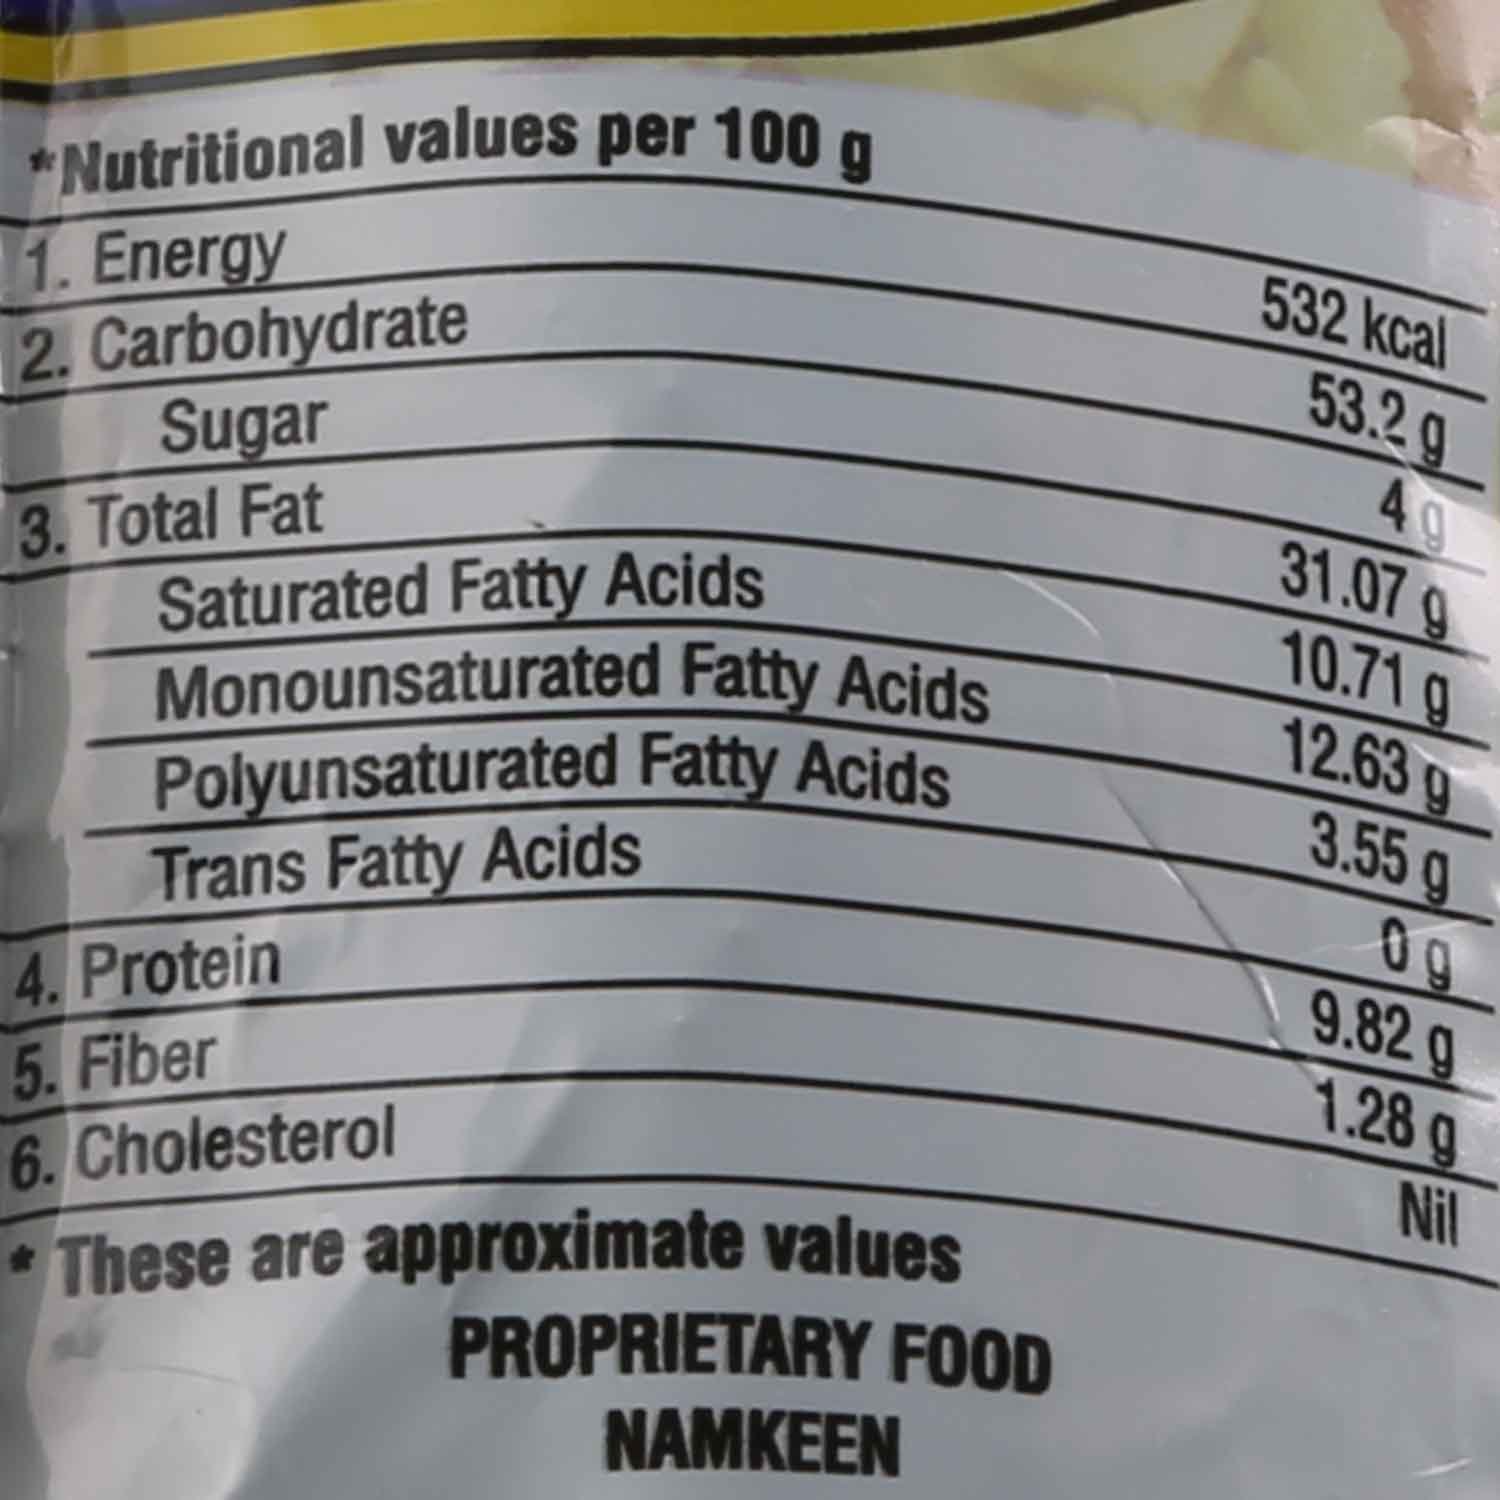 *Nutritional values per 100 g
1. Energy 532 kcal
2. Carbohydrate 53.2 g
Sugar 4 g
3. Total Fat 31.07 g
Saturated Fatty Acids 10.71 g
Monounsaturated Fatty Acids 12.63 g
Polyunsaturated Fatty Acids 3.55 g
Trans Fatty Acids 0 g
4. Protein 9.82 g
5. Fiber 1.28 g
6. Cholesterol Nil
* These are approximate values
PROPRIETARY FOOD
NAMKEEN